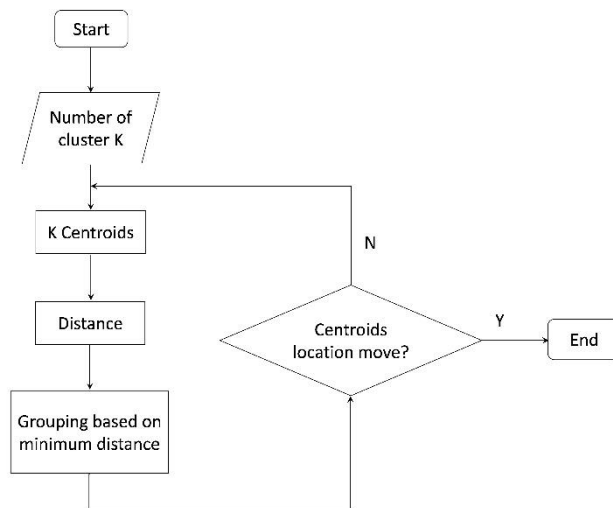 Start
Number of
cluster K
K Centroids
N
Distance
Centroids
location move?
Y
End
Grouping based on
minimum distance